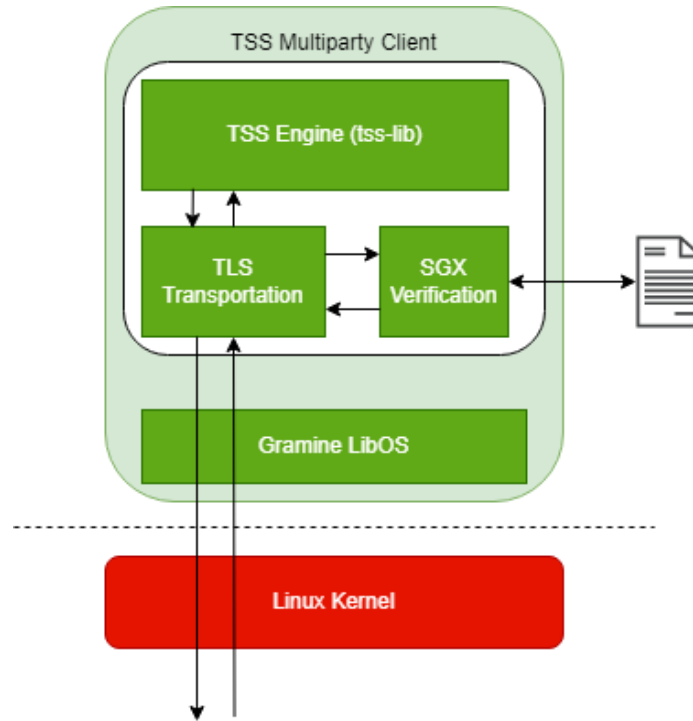 TSS Multiparty Client
TSS Engine (tss-lib)
TLS
Transportation
SGX
Verification
Gramine LibOS
Linux Kernel